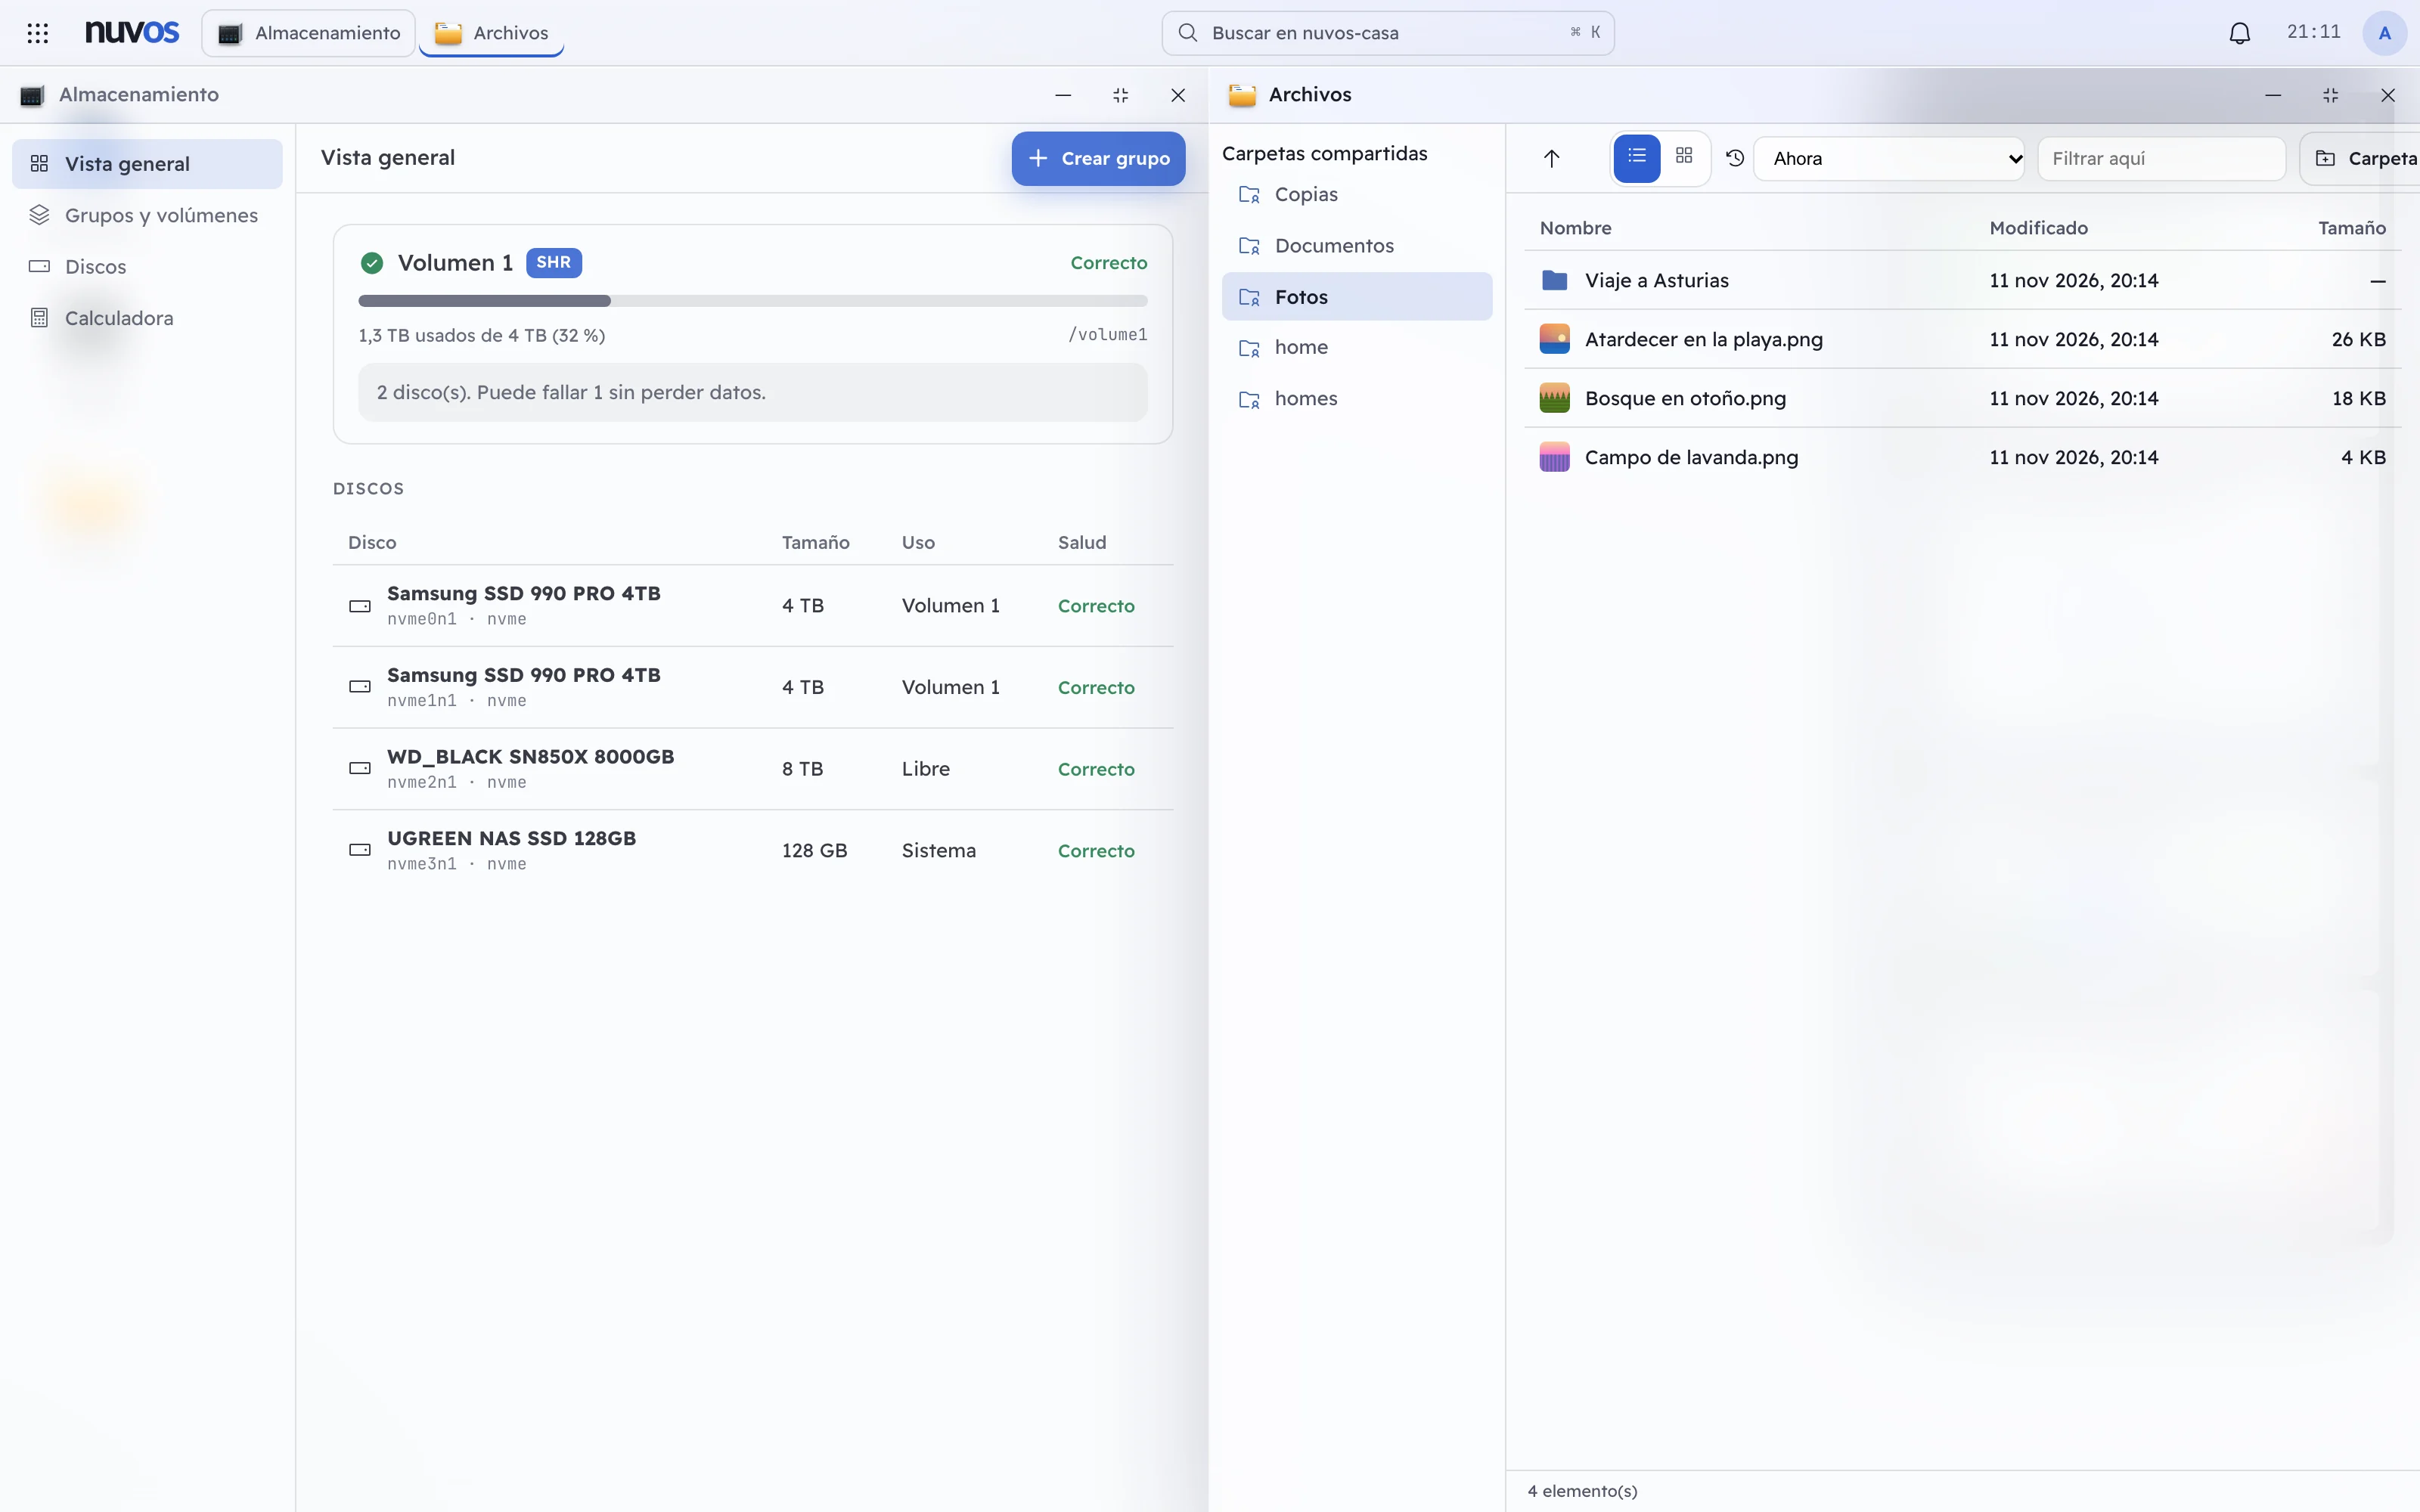 nuvos
Almacenamiento
Archivos
Buscar en nuvos-casa
⌘ K
21:11
A
Almacenamiento
Vista general
Grupos y volúmenes
Discos
Calculadora
Vista general
+ Crear grupo
Volumen 1 SHR Correcto
1,3 TB usados de 4 TB (32 %) /volume1
2 disco(s). Puede fallar 1 sin perder datos.
DISCOS
Disco Tamaño Uso Salud
Samsung SSD 990 PRO 4TB 4 TB Volumen 1 Correcto
nvme0n1 · nvme
Samsung SSD 990 PRO 4TB 4 TB Volumen 1 Correcto
nvme1n1 · nvme
WD_BLACK SN850X 8000GB 8 TB Libre Correcto
nvme2n1 · nvme
UGREEN NAS SSD 128GB 128 GB Sistema Correcto
nvme3n1 · nvme
Archivos
Carpetas compartidas
Copias
Documentos
Fotos
home
homes
Ahora
Filtrar aquí
Carpeta
Nombre Modificado Tamaño
Viaje a Asturias 11 nov 2026, 20:14 —
Atardecer en la playa.png 11 nov 2026, 20:14 26 KB
Bosque en otoño.png 11 nov 2026, 20:14 18 KB
Campo de lavanda.png 11 nov 2026, 20:14 4 KB
4 elemento(s)